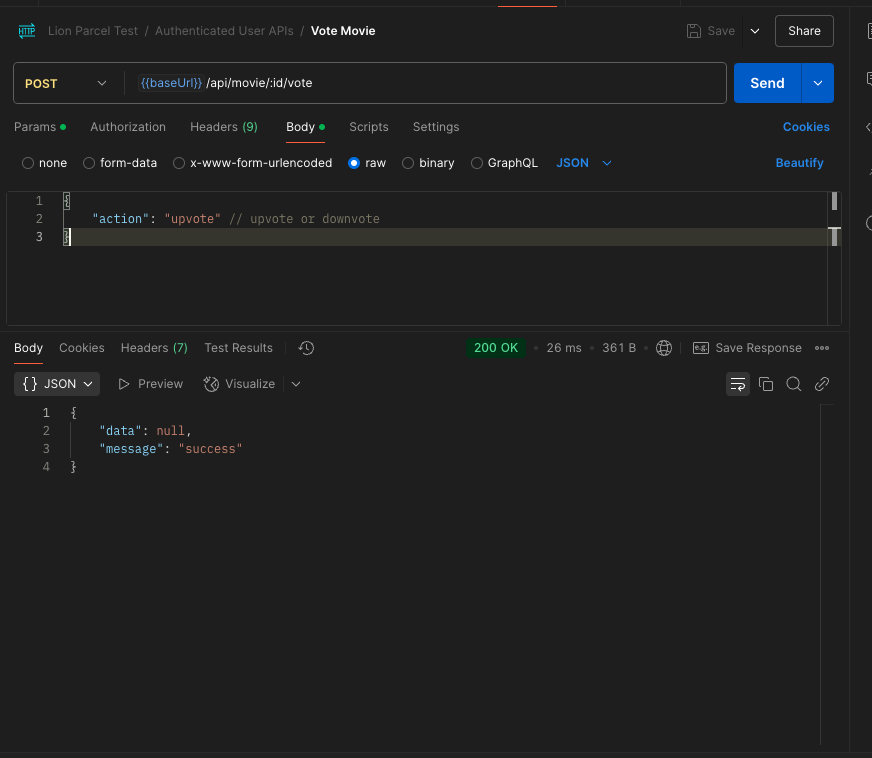 HTTP Lion Parcel Test / Authenticated User APIs / Vote Movie Save Share
POST {{baseUrl}} /api/movie/:id/vote Send
Params Authorization Headers (9) Body Scripts Settings Cookies
none form-data x-www-form-urlencoded raw binary GraphQL JSON Beautify
1 {
2 "action": "upvote" // upvote or downvote
3 }
Body Cookies Headers (7) Test Results 200 OK 26 ms 361 B e.g. Save Response
{} JSON Preview Visualize
1 {
2 "data": null,
3 "message": "success"
4 }